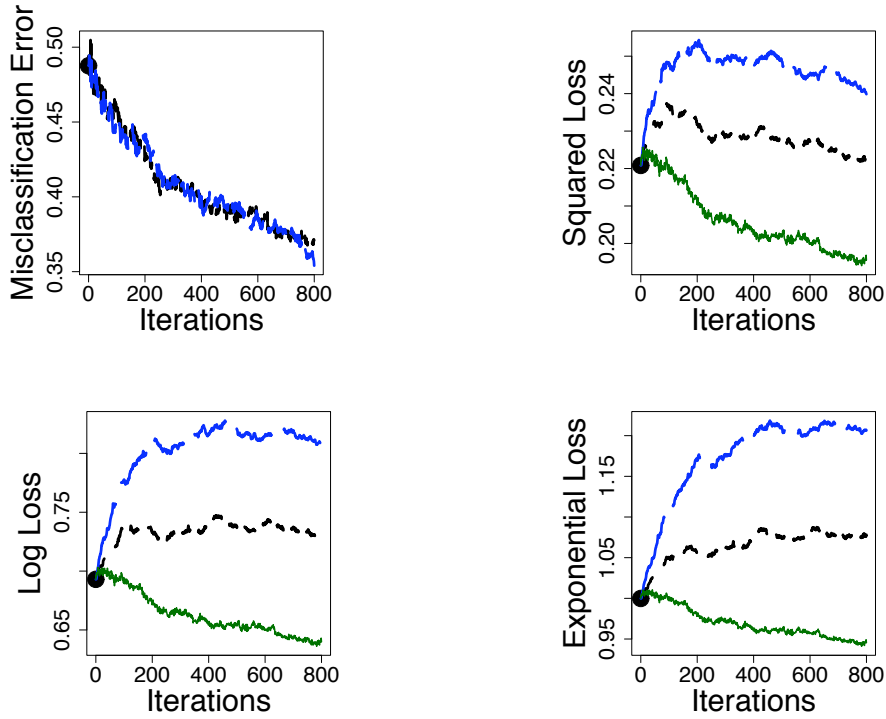 Misclassification Error
0.50
0.45
0.40
0.35
0 200 400 600 800
Iterations
Squared Loss
0.24
0.22
0.20
0 200 400 600 800
Iterations
Log Loss
0.75
0.65
0 200 400 600 800
Iterations
Exponential Loss
1.15
1.05
0.95
0 200 400 600 800
Iterations